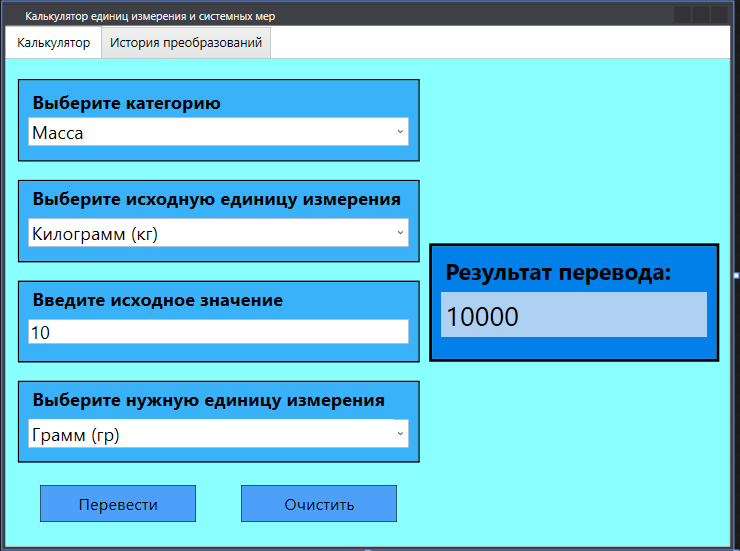 Калькулятор единиц измерения и системных мер
Калькулятор
История преобразований
Выберите категорию
Масса
Выберите исходную единицу измерения
Килограмм (кг)
Введите исходное значение
10
Выберите нужную единицу измерения
Грамм (гр)
Перевести
Очистить
Результат перевода:
10000